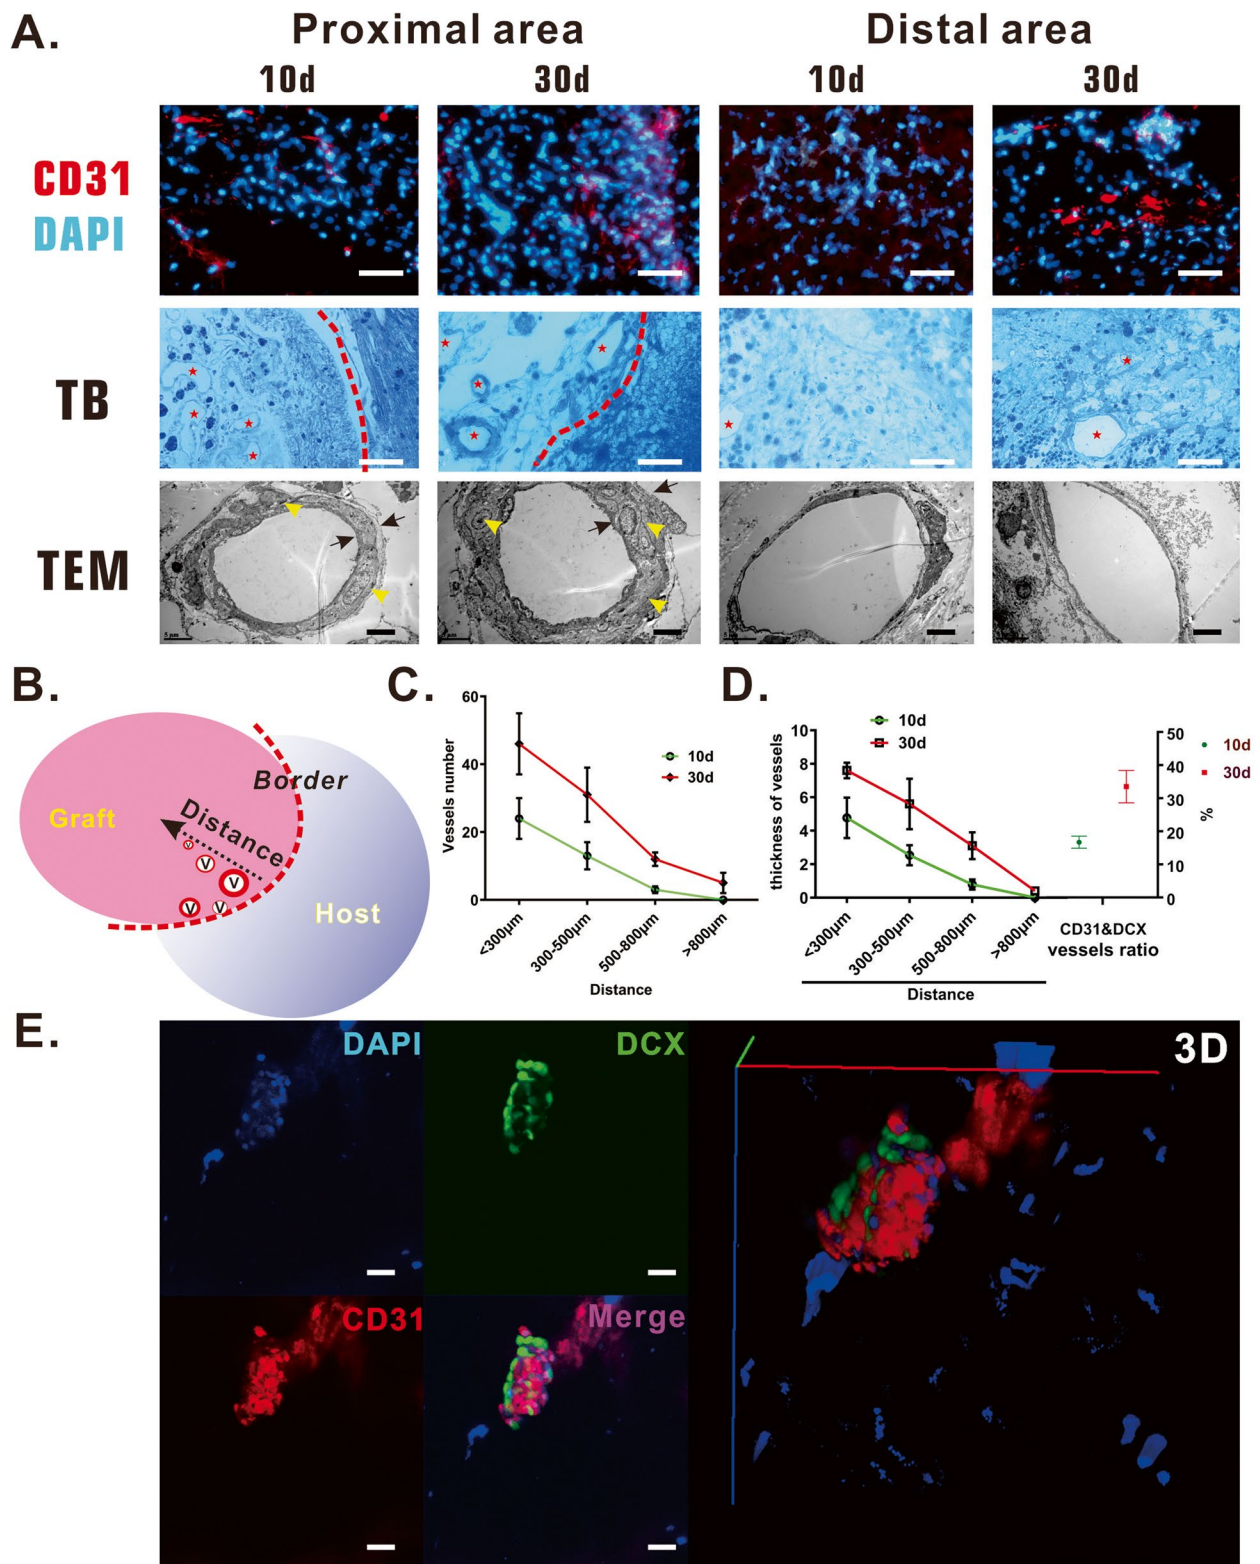 A.
Proximal area
Distal area
10d
30d
10d
30d
CD31
DAPI
TB
TEM
5 μm
B.
Border
Graft
Distance
V
V
V
V
V
Host
C.
60
40
20
0
Vessels number
10d
30d
<300μm
300-500μm
500-800μm
>800μm
Distance
D.
10d
30d
10
8
6
4
2
0
thickness of vessels
<300μm
300-500μm
500-800μm
>800μm
Distance
50
40
30
20
10
0
%
10d
30d
CD31&DCX
vessels ratio
E.
DAPI
DCX
3D
CD31
Merge